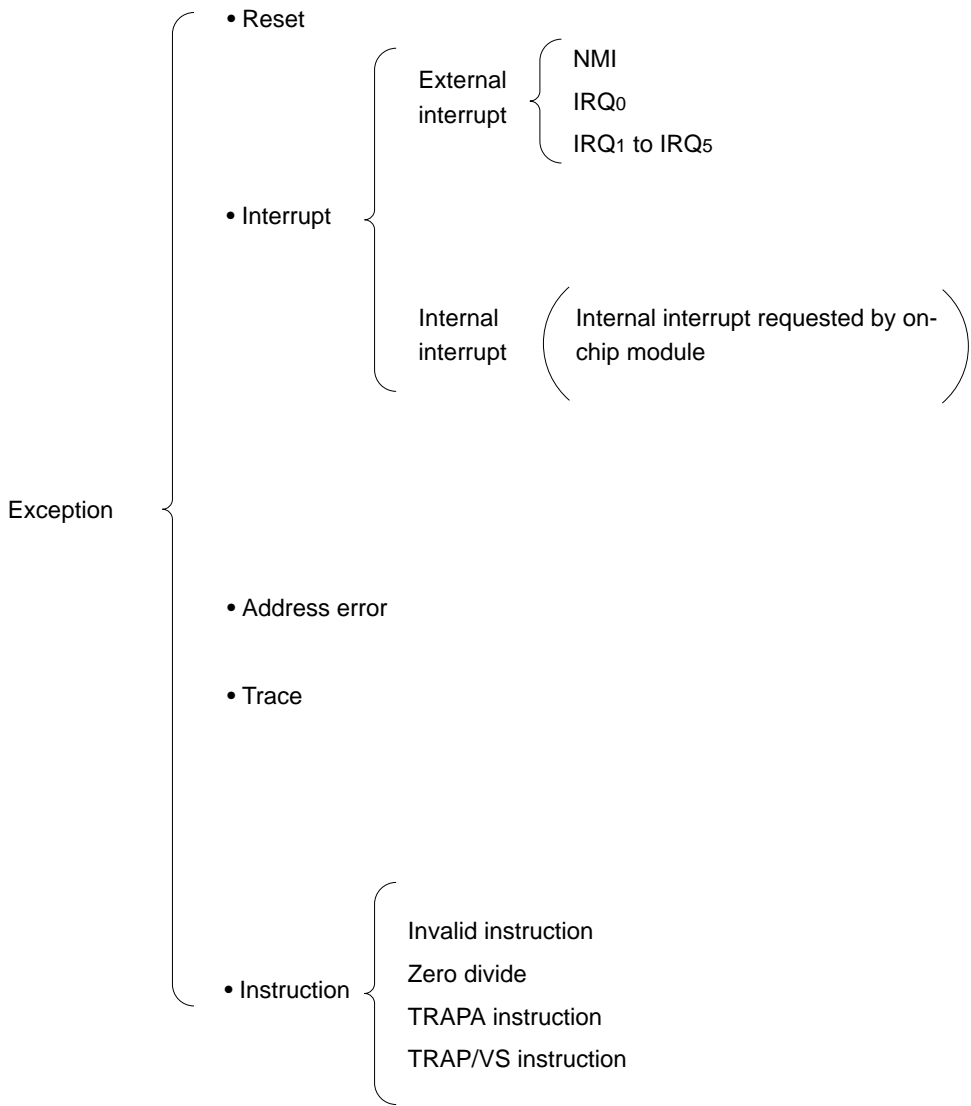 • Reset
External
interrupt
NMI
IRQ0
IRQ1 to IRQ5
• Interrupt
Internal
interrupt
Internal interrupt requested by on-
chip module
Exception
• Address error
• Trace
• Instruction
Invalid instruction
Zero divide
TRAPA instruction
TRAP/VS instruction